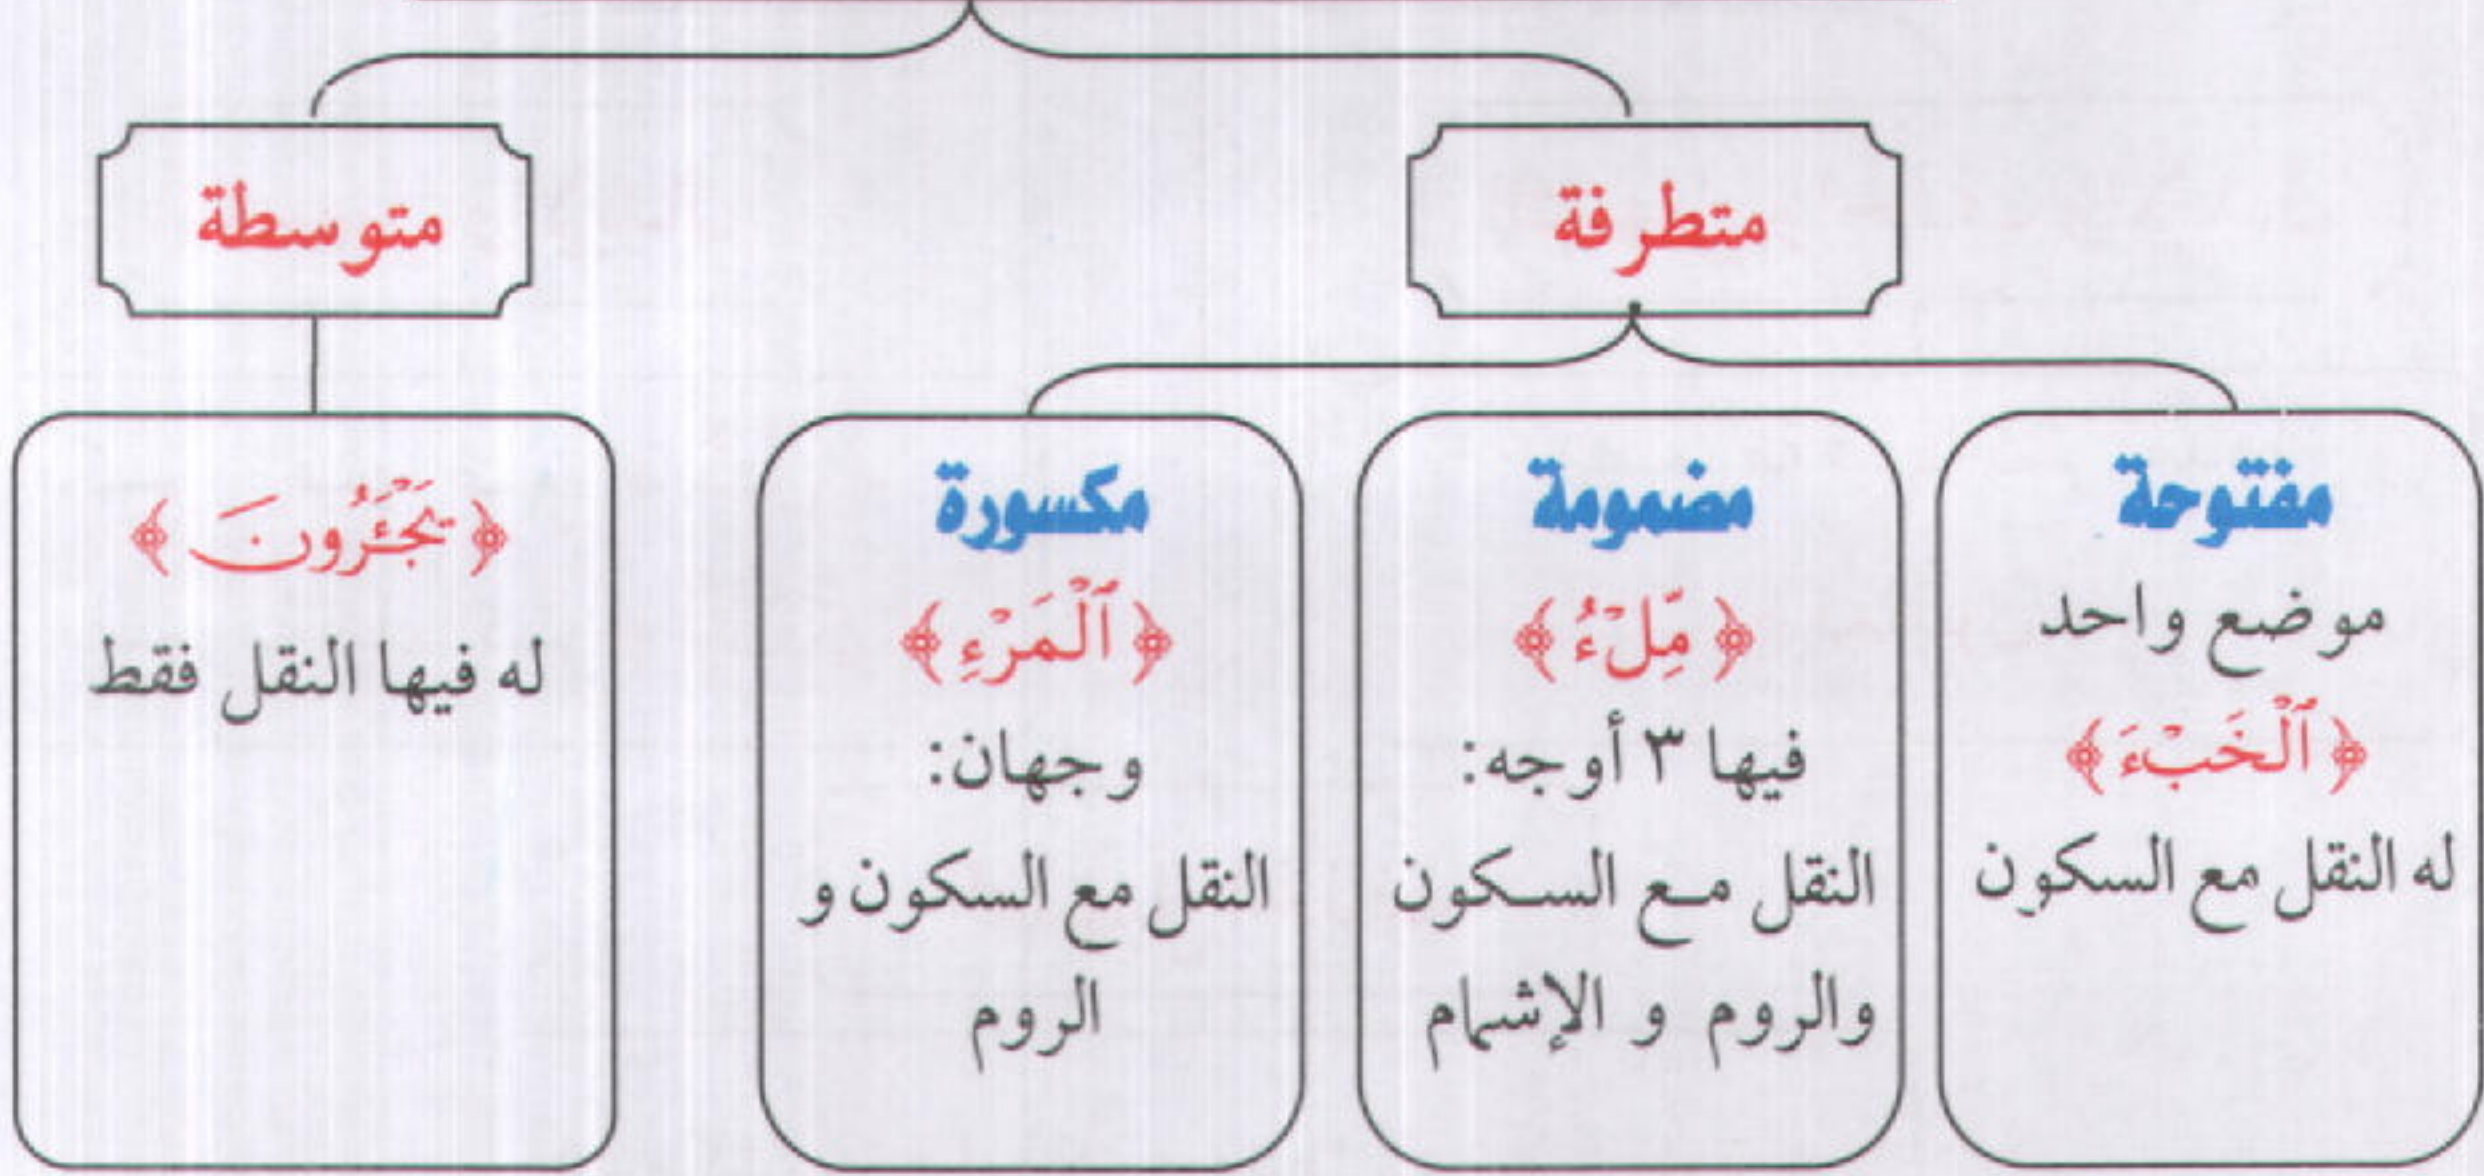 متطرفة
متوسطة
مفتوحة
موضع واحد
﴿ ٱلْخَبْءَ ﴾
له النقل مع السكون
مضمومة
﴿ مِّلْءُ ﴾
فيها ٣ أوجه:
النقل مع السكون
والروم و الإشمام
مكسورة
﴿ ٱلْمَرْءِ ﴾
وجهان:
النقل مع السكون و
الروم
﴿ يَجْـَٔرُونَ ﴾
له فيها النقل فقط